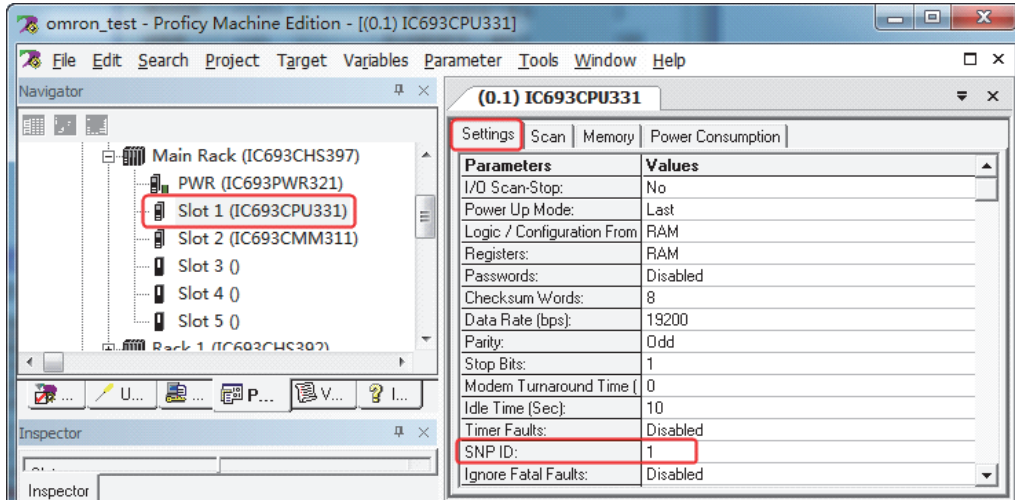 omron_test - Proficy Machine Edition - [(0.1) IC693CPU331]
File Edit Search Project Target Variables Parameter Tools Window Help
Navigator
Main Rack (IC693CHS397)
PWR (IC693PWR321)
Slot 1 (IC693CPU331)
Slot 2 (IC693CMM311)
Slot 3 ()
Slot 4 ()
Slot 5 ()
Rack 1 (IC693CHS392)
... U... ... P... V... I...
Inspector
Inspector
(0.1) IC693CPU331
Settings Scan Memory Power Consumption
Parameters Values
I/O Scan-Stop: No
Power Up Mode: Last
Logic / Configuration From RAM
Registers: RAM
Passwords: Disabled
Checksum Words: 8
Data Rate (bps): 19200
Parity: Odd
Stop Bits: 1
Modem Turnaround Time ( 0
Idle Time (Sec): 10
Timer Faults: Disabled
SNP ID: 1
Ignore Fatal Faults: Disabled